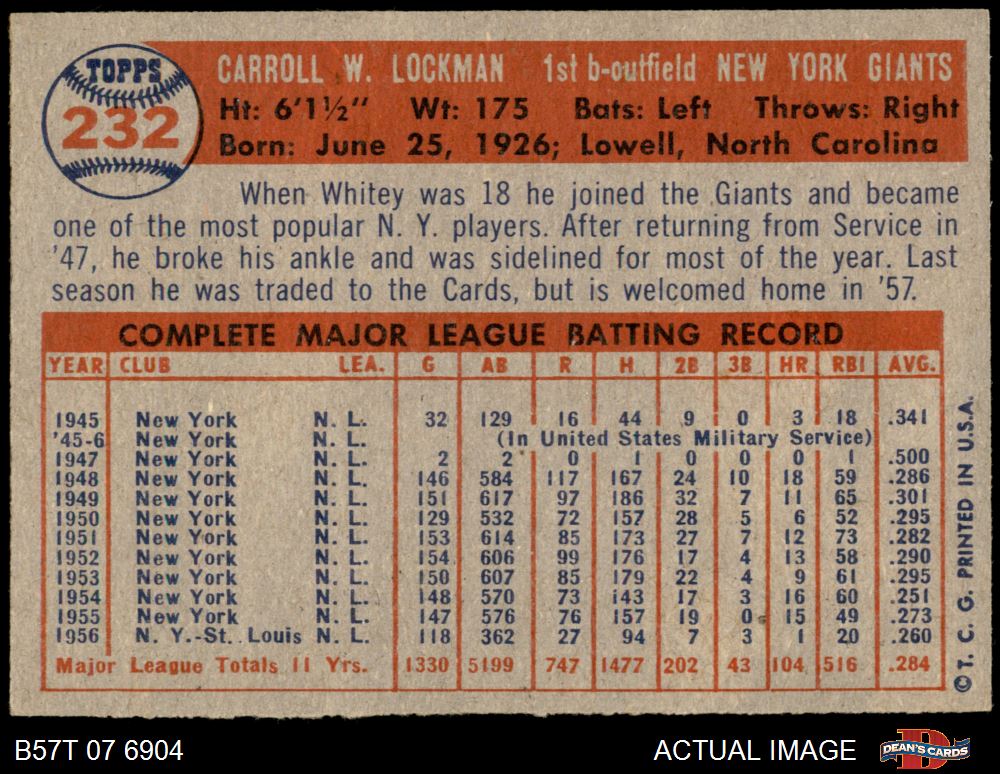 TOPPS
232
CARROLL W. LOCKMAN 1st b-outfield NEW YORK GIANTS
Ht: 6'1½" Wt: 175 Bats: Left Throws: Right
Born: June 25, 1926; Lowell, North Carolina
When Whitey was 18 he joined the Giants and became
one of the most popular N. Y. players. After returning from Service in
'47, he broke his ankle and was sidelined for most of the year. Last
season he was traded to the Cards, but is welcomed home in '57.
COMPLETE MAJOR LEAGUE BATTING RECORD
YEAR CLUB LEA. G AB R H 2B 3B HR RBI AVG.
1945 New York N. L. 32 129 16 44 9 0 3 18 .341
'45-6 New York N. L. (In United States Military Service)
1947 New York N. L. 2 2 0 1 0 0 0 1 .500
1948 New York N. L. 146 584 117 167 24 10 18 59 .286
1949 New York N. L. 151 617 97 186 32 7 11 65 .301
1950 New York N. L. 129 532 72 157 28 5 6 52 .295
1951 New York N. L. 153 614 85 173 27 7 12 73 .282
1952 New York N. L. 154 606 99 176 17 4 13 58 .290
1953 New York N. L. 150 607 85 179 22 4 9 61 .295
1954 New York N. L. 148 570 73 143 17 3 16 60 .251
1955 New York N. L. 147 576 76 157 19 0 15 49 .273
1956 N. Y.-St. Louis N. L. 118 362 27 94 7 3 1 20 .260
Major League Totals 11 Yrs. 1330 5199 747 1477 202 43 104 516 .284
©T. C. G. PRINTED IN U.S.A.
B57T 07 6904 ACTUAL IMAGE
DEAN'S CARDS